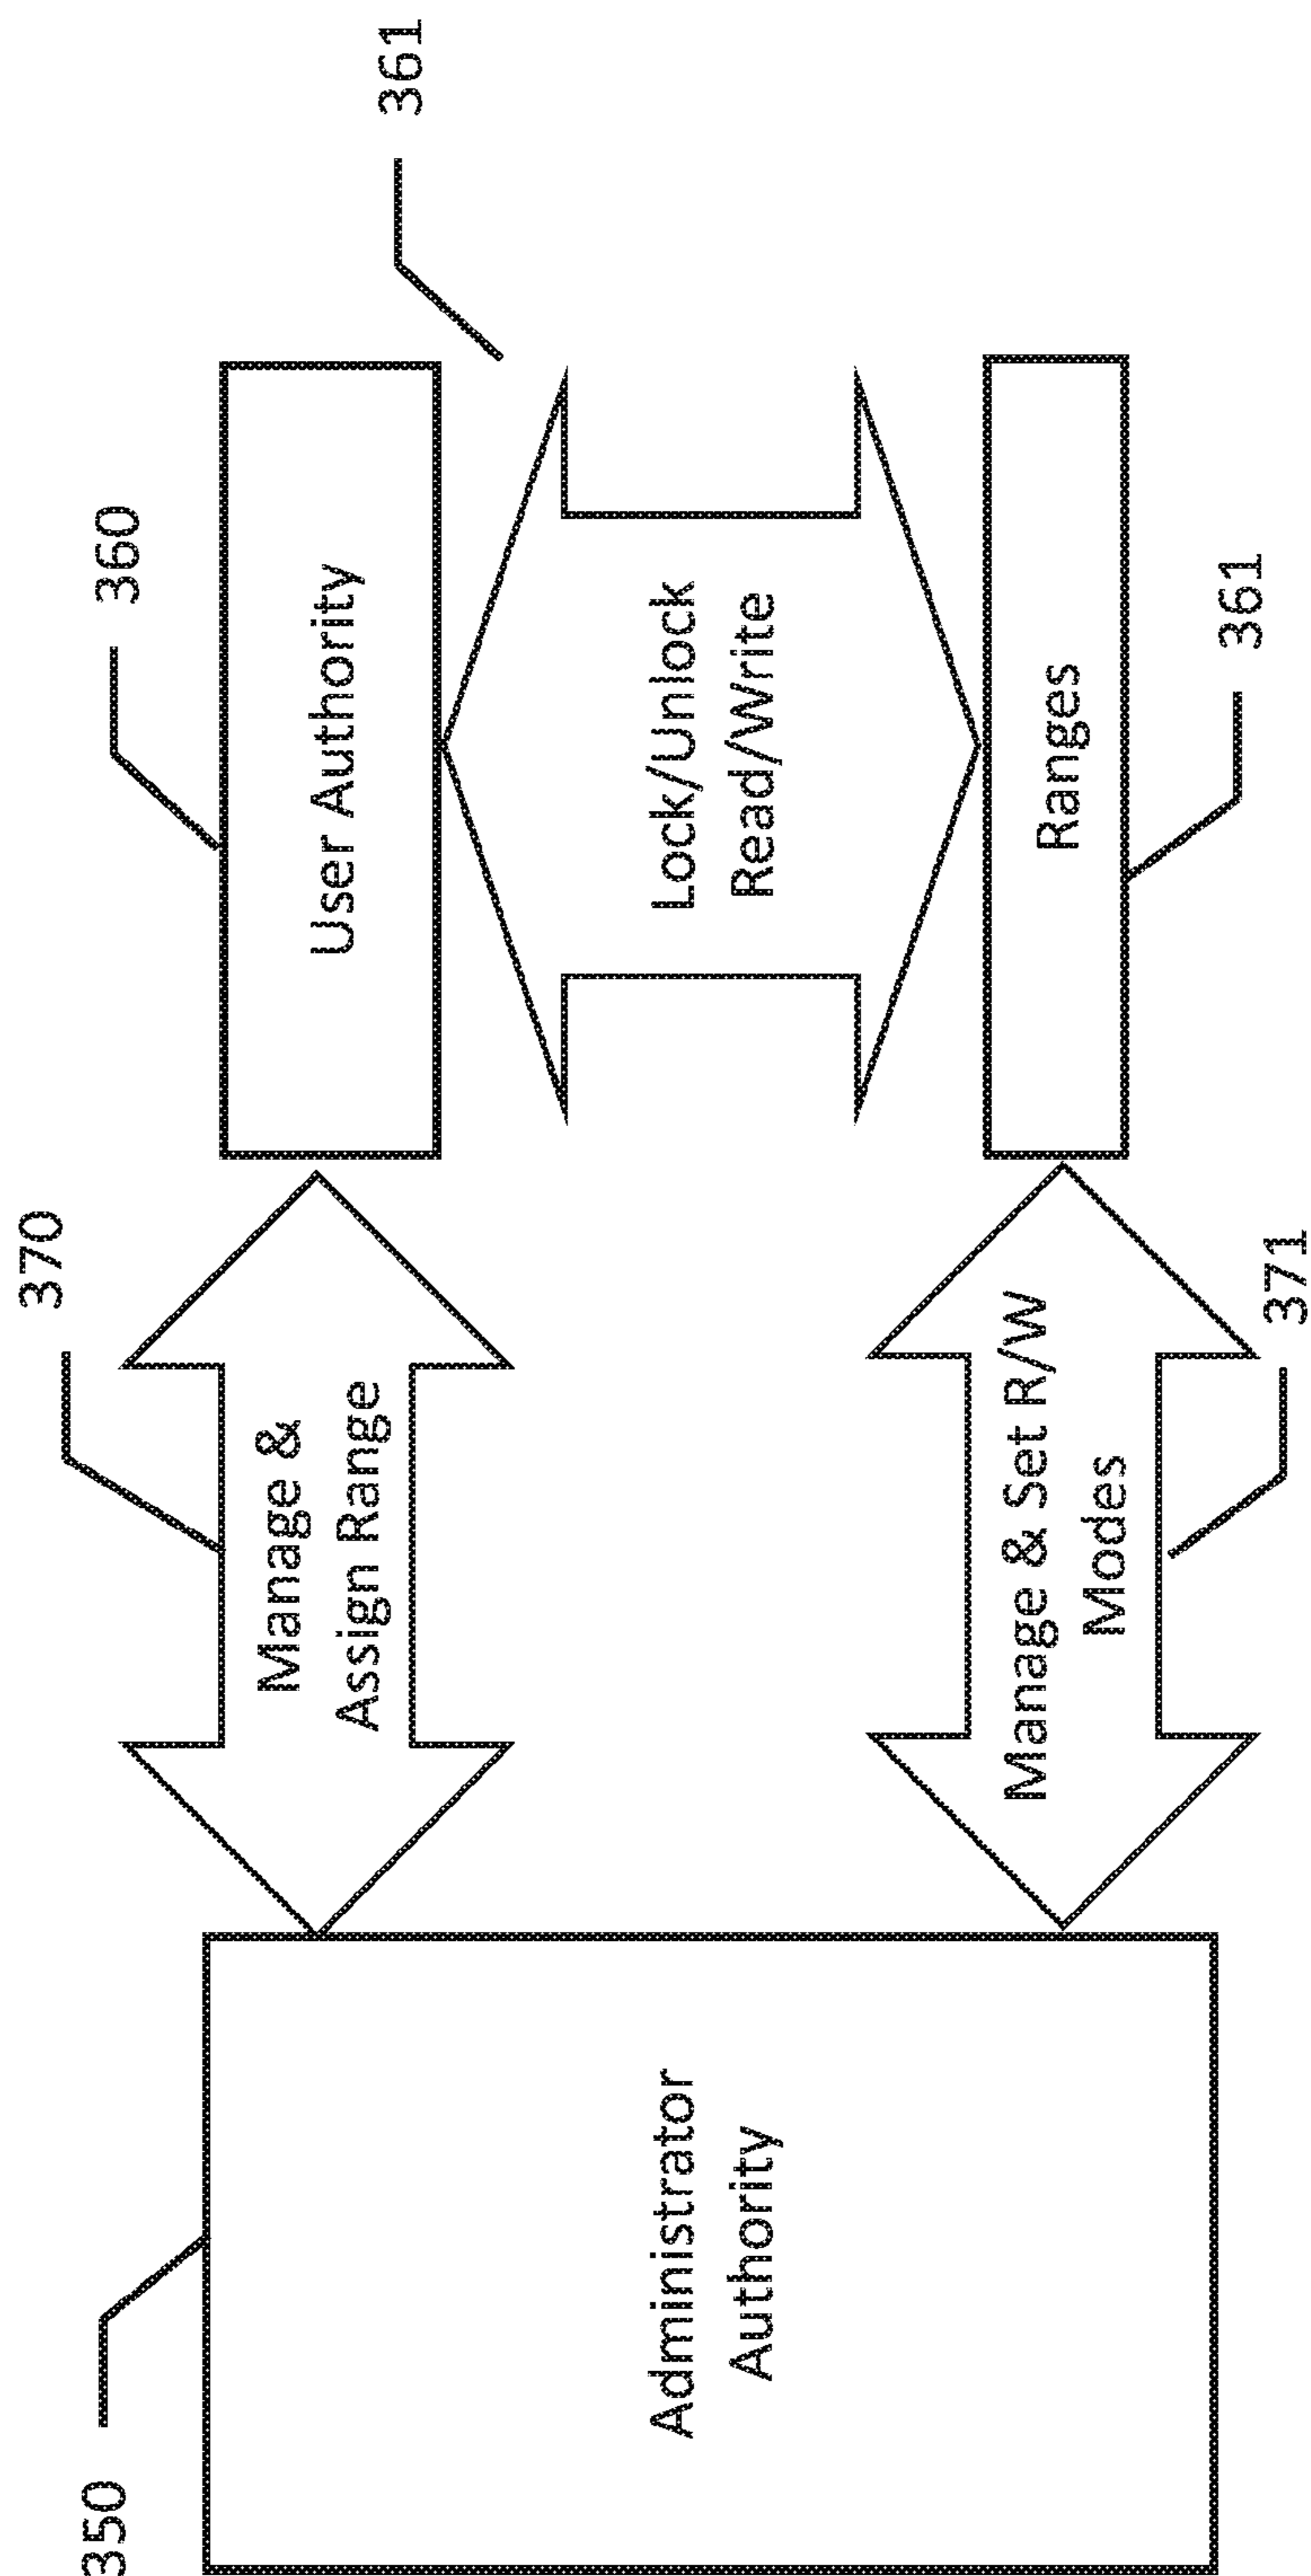 350
Administrator
Authority
370
Manage &
Assign Range
Manage & Set R/W
Modes
371
360
User Authority
361
Lock/Unlock
Read/Write
Ranges
361